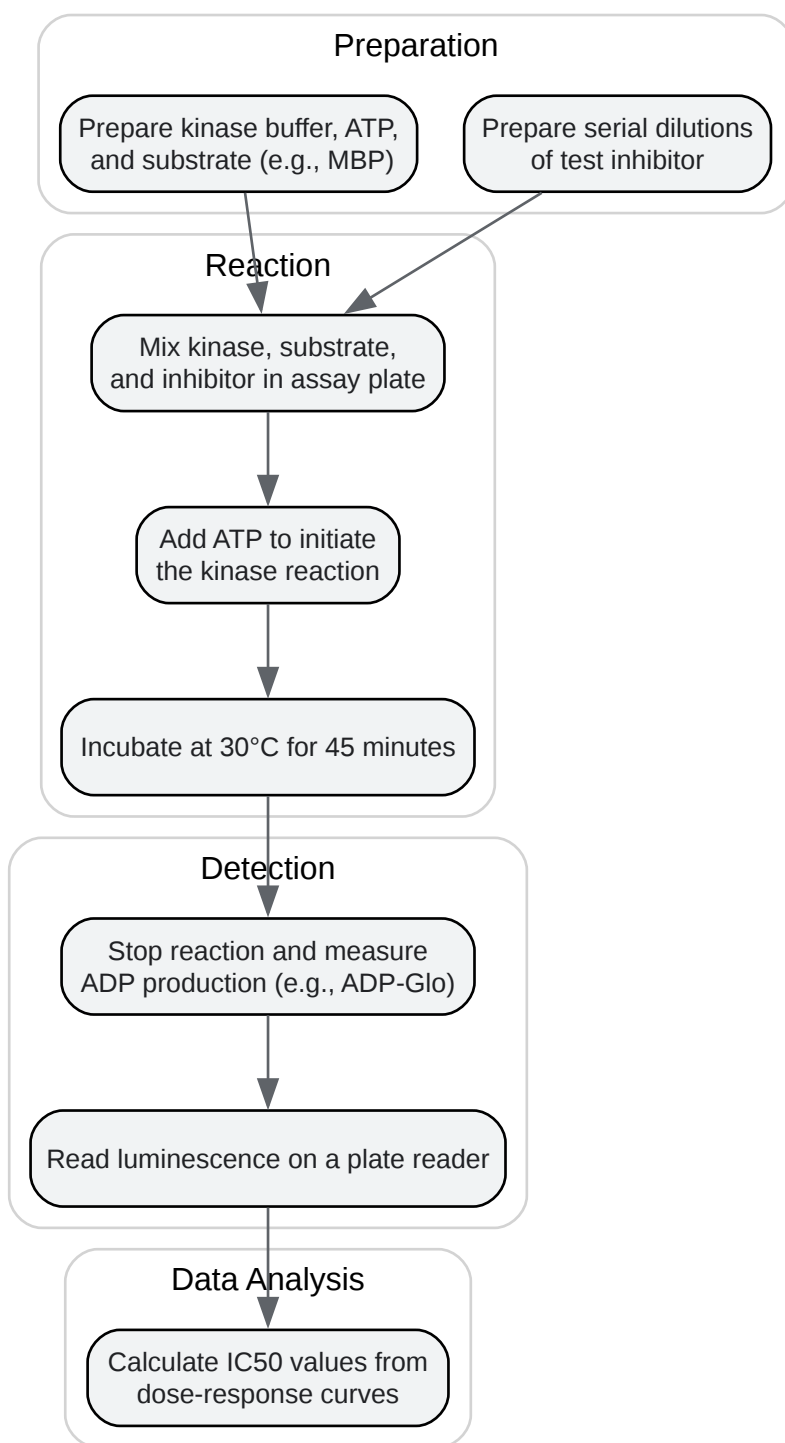 Preparation
Prepare kinase buffer, ATP,
and substrate (e.g., MBP)
Prepare serial dilutions
of test inhibitor
Reaction
Mix kinase, substrate,
and inhibitor in assay plate
Add ATP to initiate
the kinase reaction
Incubate at 30°C for 45 minutes
Detection
Stop reaction and measure
ADP production (e.g., ADP-Glo)
Read luminescence on a plate reader
Data Analysis
Calculate IC50 values from
dose-response curves